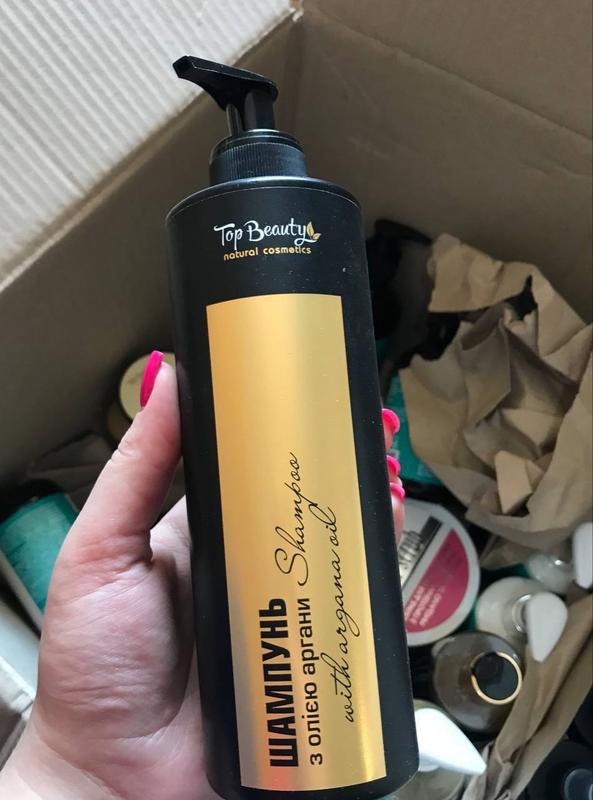 Top Beauty
natural cosmetics
ШАМПУНЬ
з олією аргани
Shampoo
with argana oil